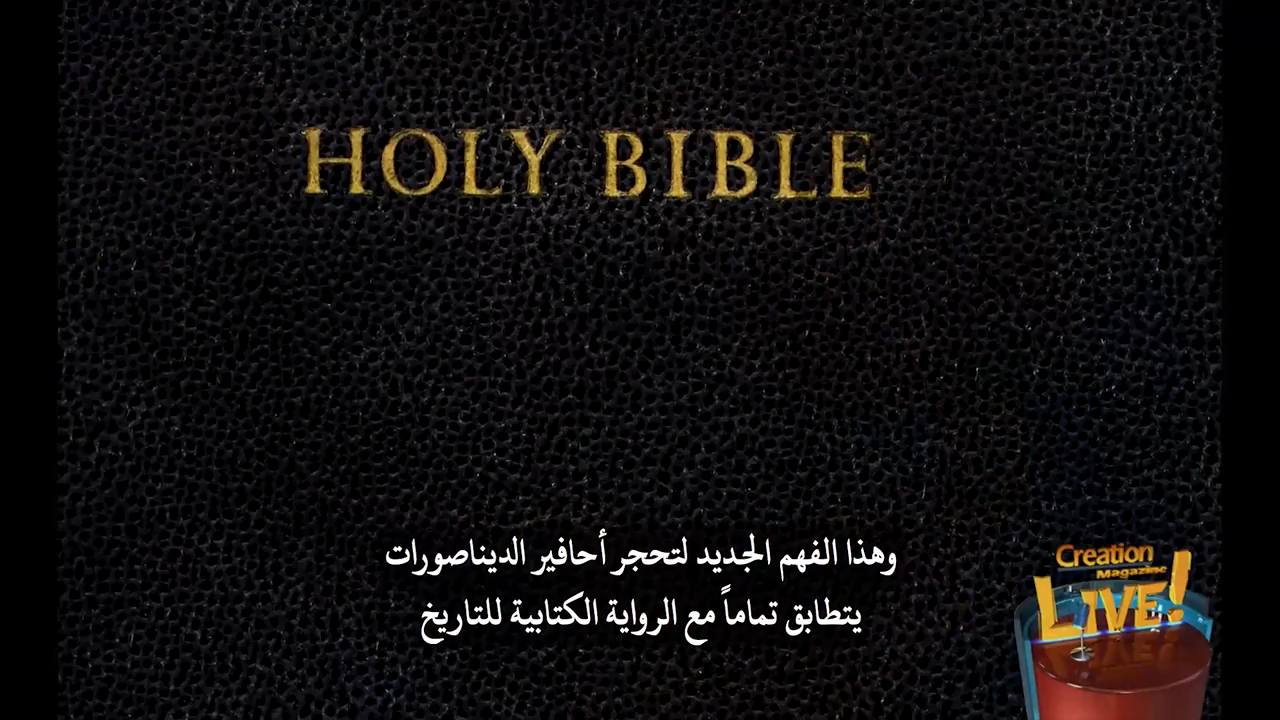 HOLY BIBLE
وهذا الفهم الجديد لتحجر أحافير الديناصورات
يتطابق تماماً مع الرواية الكتابية للتاريخ
Creation
Magazine
LIVE!